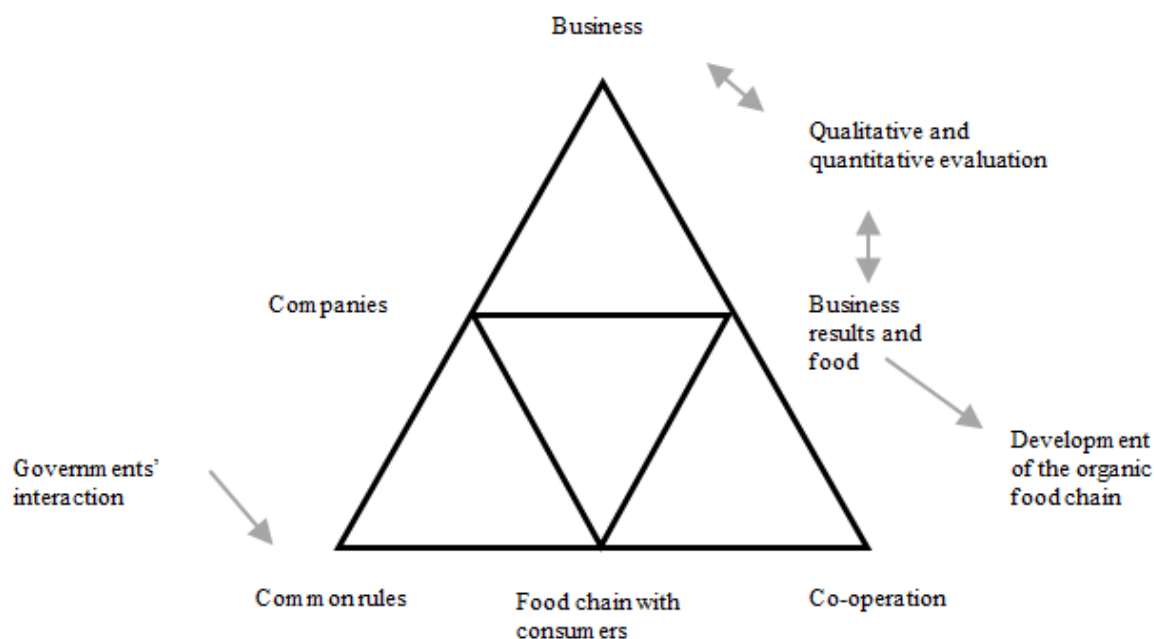 Business
Qualitative and
quantitative evaluation
Companies
Business
results and
food
Governments’
interaction
Development
of the organic
food chain
Common rules
Food chain with
consumers
Co-operation